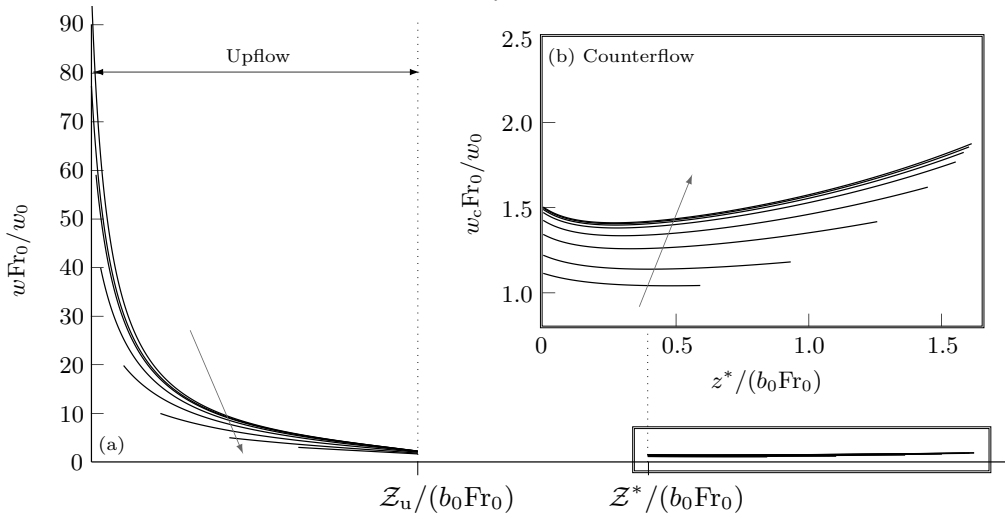 90
80
70
60
50
40
30
20
10
0
wFr₀/w₀
Upflow
(a)
𝒵ᵤ/(b₀Fr₀)
𝒵*/(b₀Fr₀)
(b) Counterflow
2.5
2.0
1.5
1.0
w_cFr₀/w₀
0
0.5
1.0
1.5
z*/(b₀Fr₀)